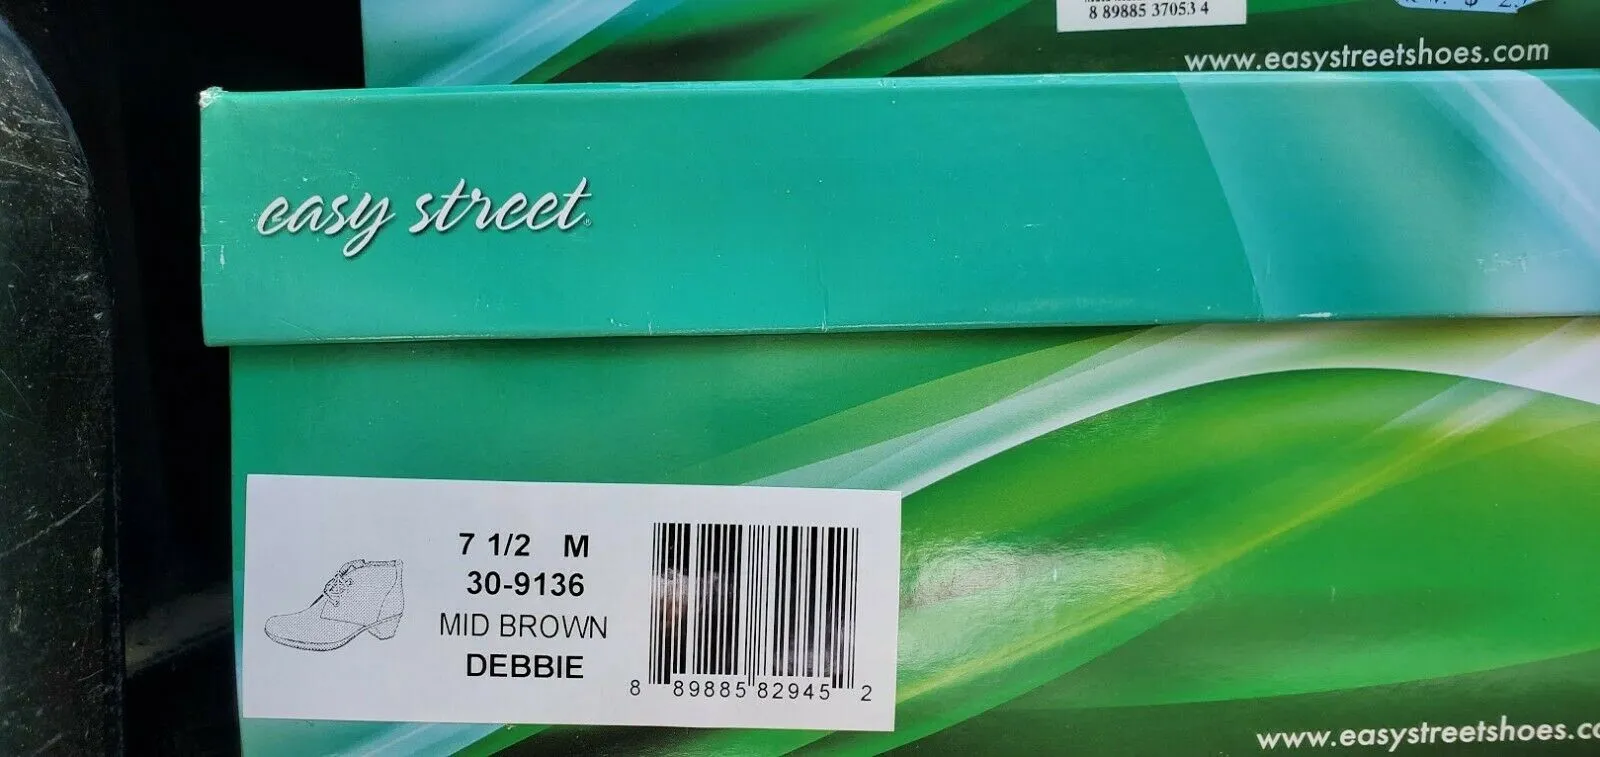 8 89885 37053 4
www.easystreetshoes.com
easy street®
7 1/2 M
30-9136
MID BROWN
DEBBIE
8 89885 82945 2
www.easystreetshoes.co